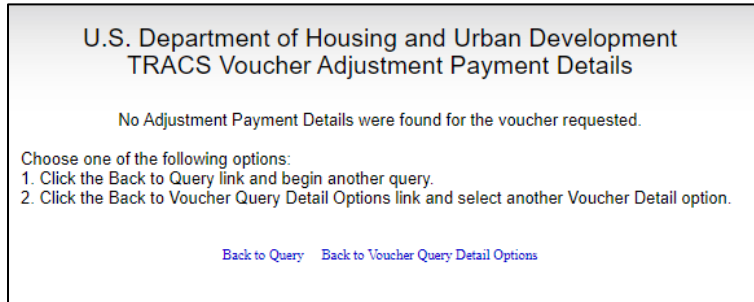 U.S. Department of Housing and Urban Development
TRACS Voucher Adjustment Payment Details
No Adjustment Payment Details were found for the voucher requested.
Choose one of the following options:
1. Click the Back to Query link and begin another query.
2. Click the Back to Voucher Query Detail Options link and select another Voucher Detail option.
Back to Query Back to Voucher Query Detail Options